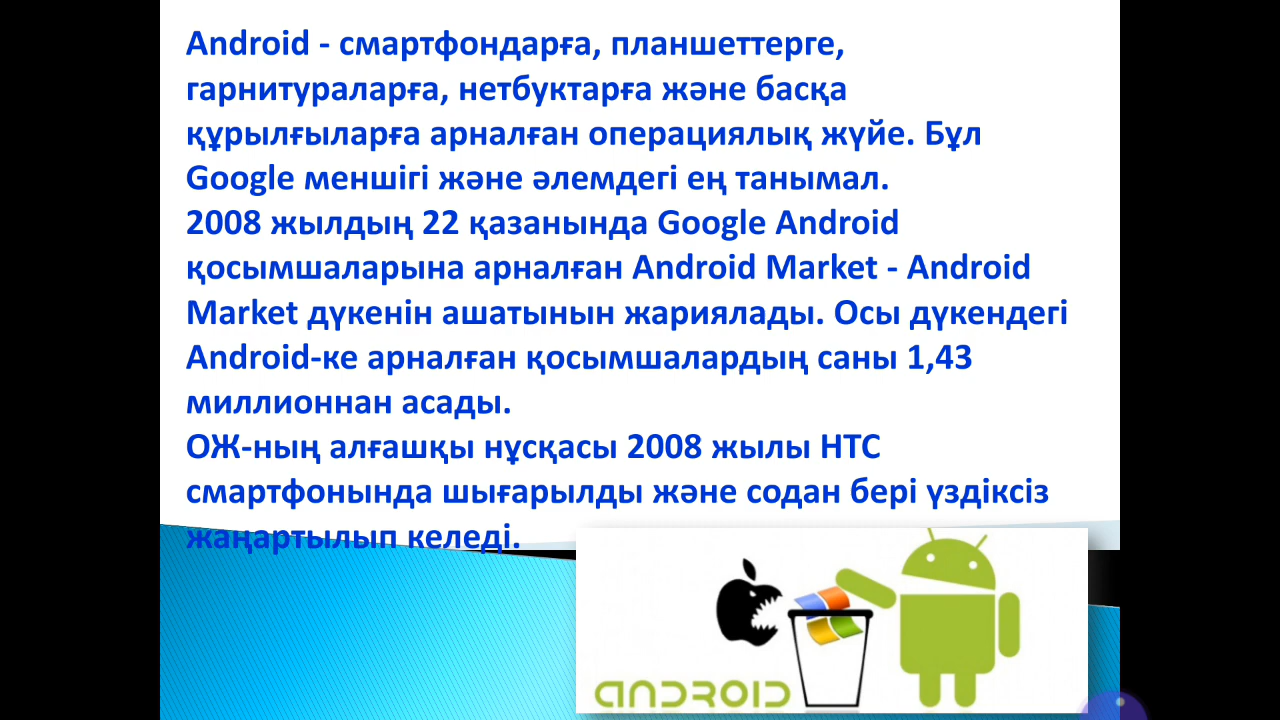 Android - смартфондарға, планшеттерге,
гарнитураларға, нетбуктарға және басқа
құрылғыларға арналған операциялық жүйе. Бұл
Google меншігі және әлемдегі ең танымал.
2008 жылдың 22 қазанында Google Android
қосымшаларына арналған Android Market - Android
Market дүкенін ашатынын жариялады. Осы дүкендегі
Android-ке арналған қосымшалардың саны 1,43
миллионнан асады.
ОЖ-ның алғашқы нұсқасы 2008 жылы HTC
смартфонында шығарылды және содан бері үздіксіз
жаңартылып келеді.
ANDROID